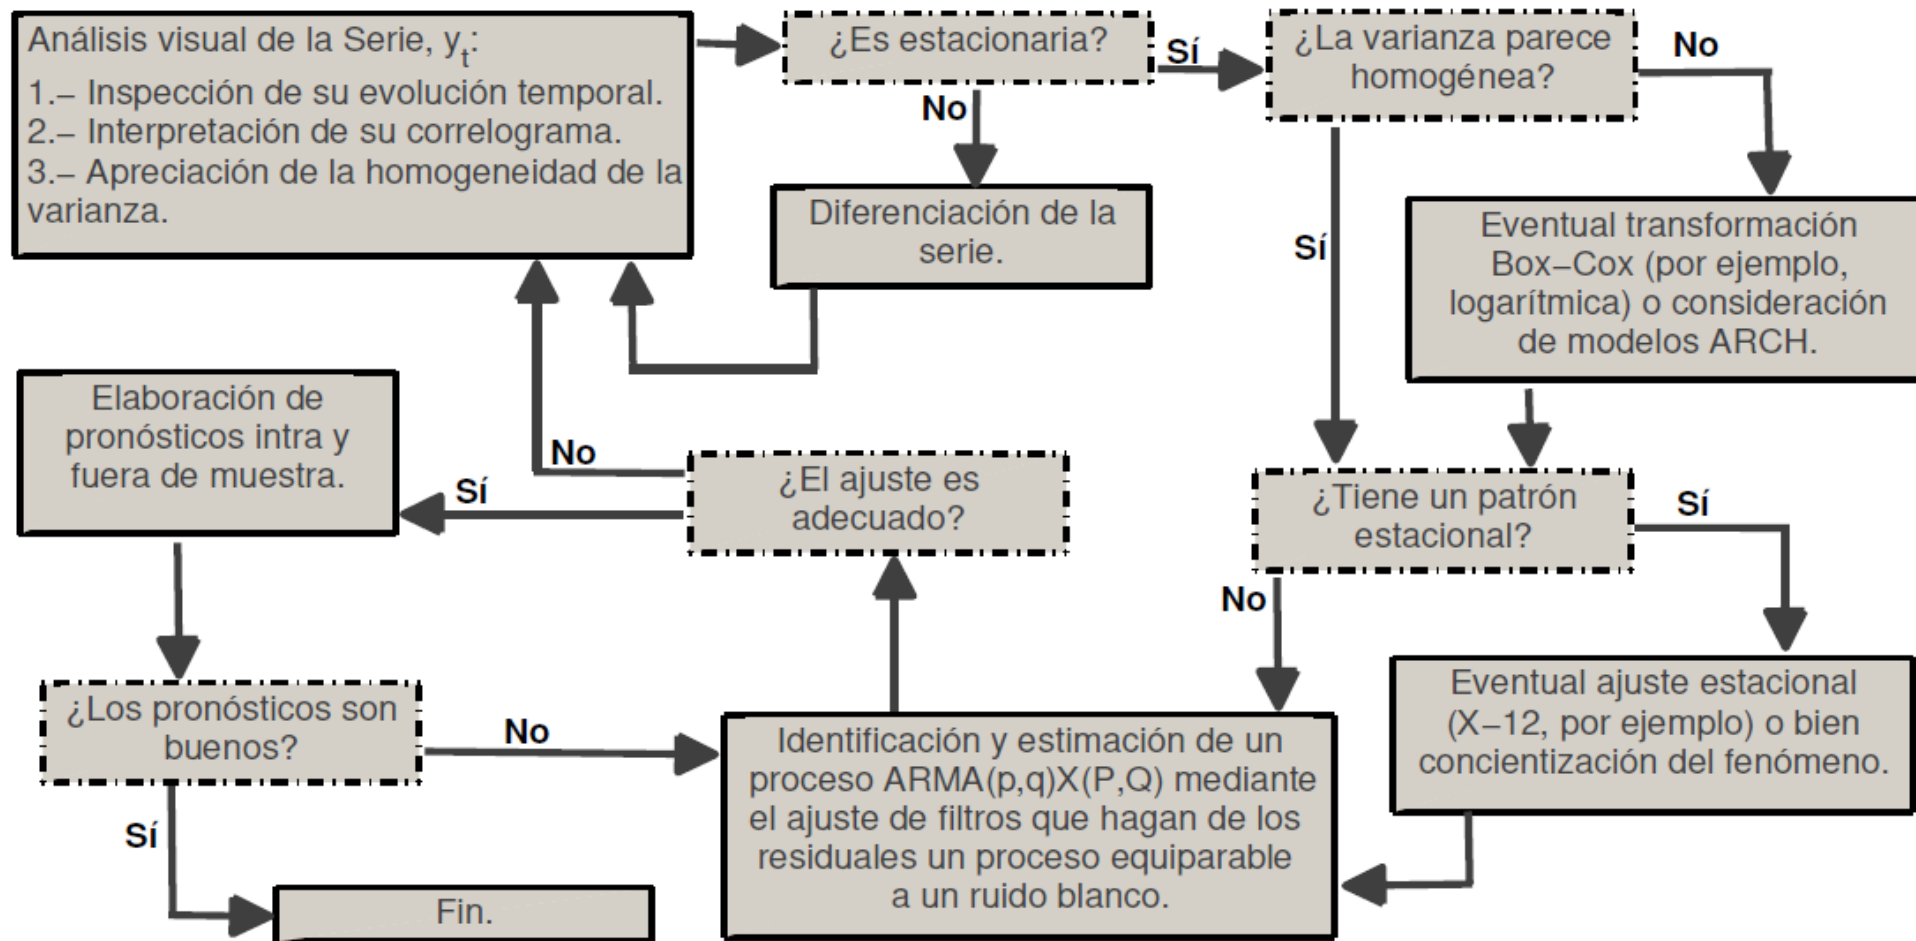 Análisis visual de la Serie, y_t:
1.– Inspección de su evolución temporal.
2.– Interpretación de su correlograma.
3.– Apreciación de la homogeneidad de la
varianza.
¿Es estacionaria?
Sí
No
¿La varianza parece
homogénea?
No
Sí
Diferenciación de la
serie.
Eventual transformación
Box–Cox (por ejemplo,
logarítmica) o consideración
de modelos ARCH.
¿Tiene un patrón
estacional?
Sí
No
Eventual ajuste estacional
(X–12, por ejemplo) o bien
concientización del fenómeno.
Identificación y estimación de un
proceso ARMA(p,q)X(P,Q) mediante
el ajuste de filtros que hagan de los
residuales un proceso equiparable
a un ruido blanco.
¿El ajuste es
adecuado?
No
Sí
Elaboración de
pronósticos intra y
fuera de muestra.
¿Los pronósticos son
buenos?
No
Sí
Fin.